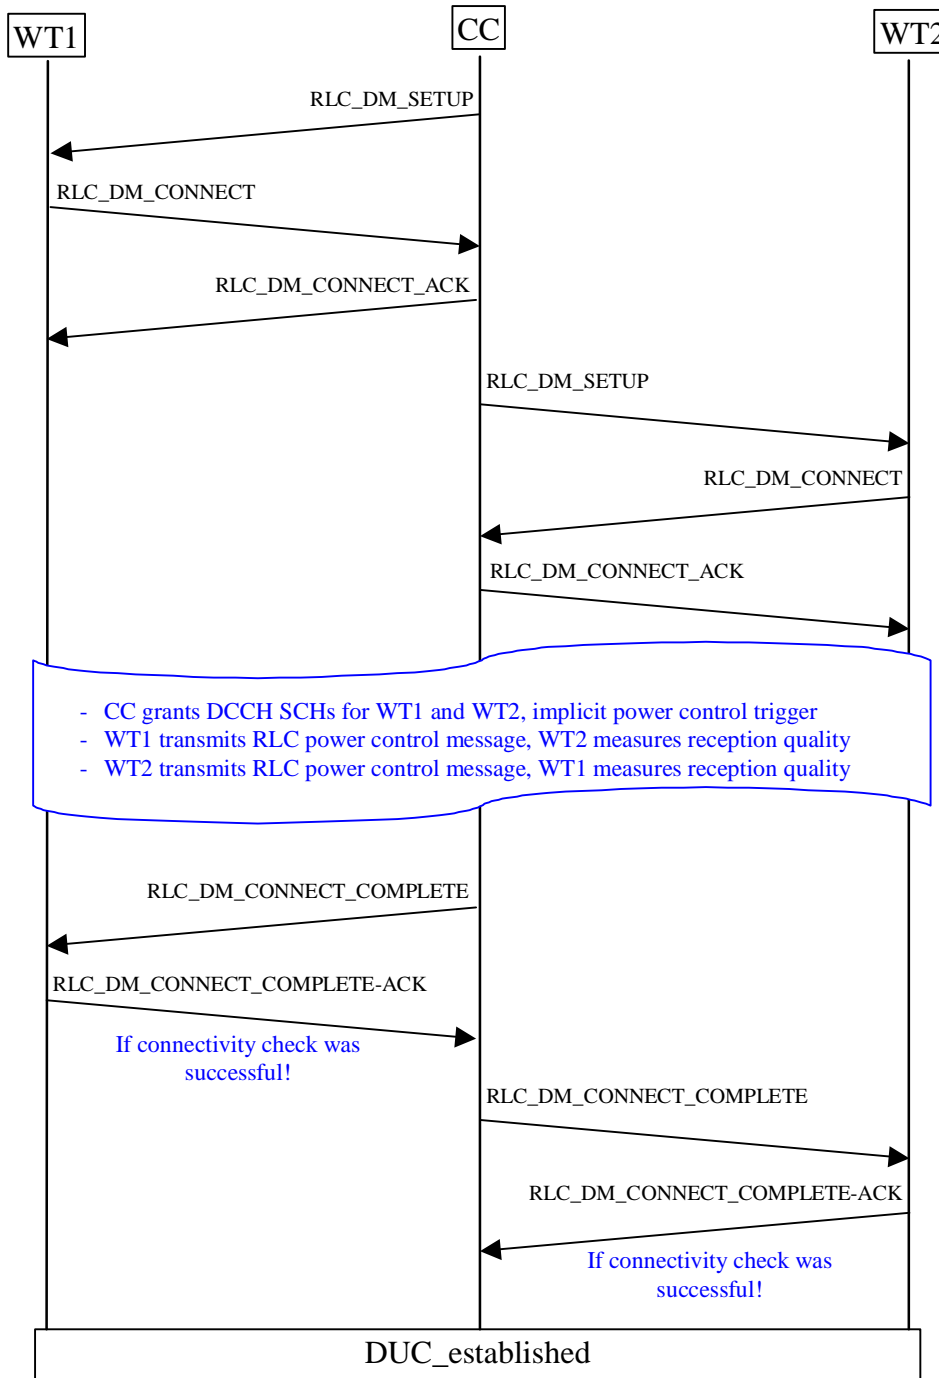 WT1
CC
WT2
RLC_DM_SETUP
RLC_DM_CONNECT
RLC_DM_CONNECT_ACK
RLC_DM_SETUP
RLC_DM_CONNECT
RLC_DM_CONNECT_ACK
- CC grants DCCH SCHs for WT1 and WT2, implicit power control trigger
- WT1 transmits RLC power control message, WT2 measures reception quality
- WT2 transmits RLC power control message, WT1 measures reception quality
RLC_DM_CONNECT_COMPLETE
RLC_DM_CONNECT_COMPLETE-ACK
If connectivity check was
successful!
RLC_DM_CONNECT_COMPLETE
RLC_DM_CONNECT_COMPLETE-ACK
If connectivity check was
successful!
DUC_established